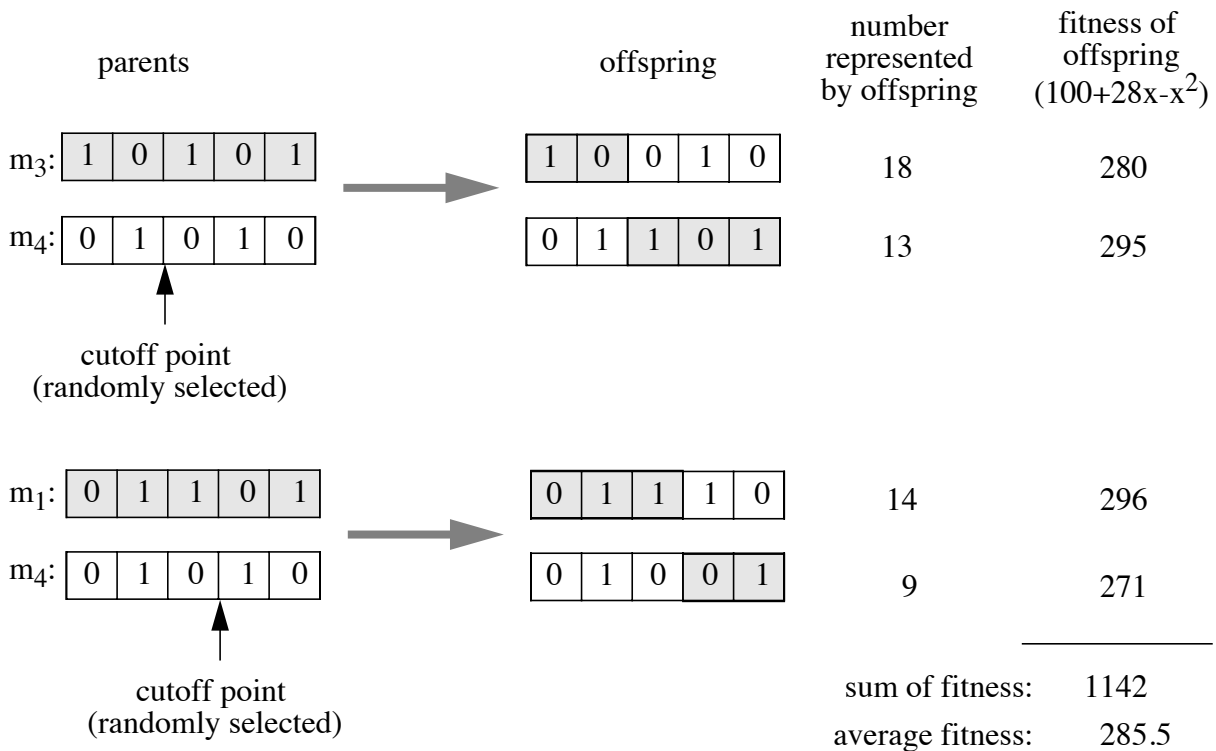 parents
offspring
number
represented
by offspring
fitness of
offspring
(100+28x-x²)
m₃: 1 0 1 0 1
1 0 0 1 0
18
280
m₄: 0 1 0 1 0
0 1 1 0 1
13
295
cutoff point
(randomly selected)
m₁: 0 1 1 0 1
0 1 1 1 0
14
296
m₄: 0 1 0 1 0
0 1 0 0 1
9
271
cutoff point
(randomly selected)
sum of fitness: 1142
average fitness: 285.5